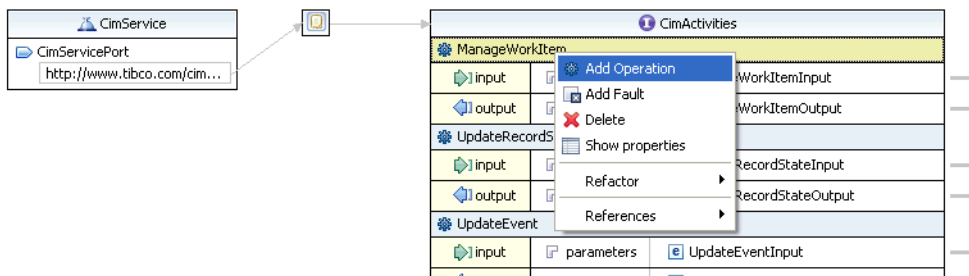 CimService
CimServicePort
http://www.tibco.com/cim...
CimActivities
ManageWorkItem
input
WorkItemInput
output
WorkItemOutput
UpdateRecordS
input
RecordStateInput
output
RecordStateOutput
UpdateEvent
input parameters e UpdateEventInput
Add Operation
Add Fault
Delete
Show properties
Refactor
References